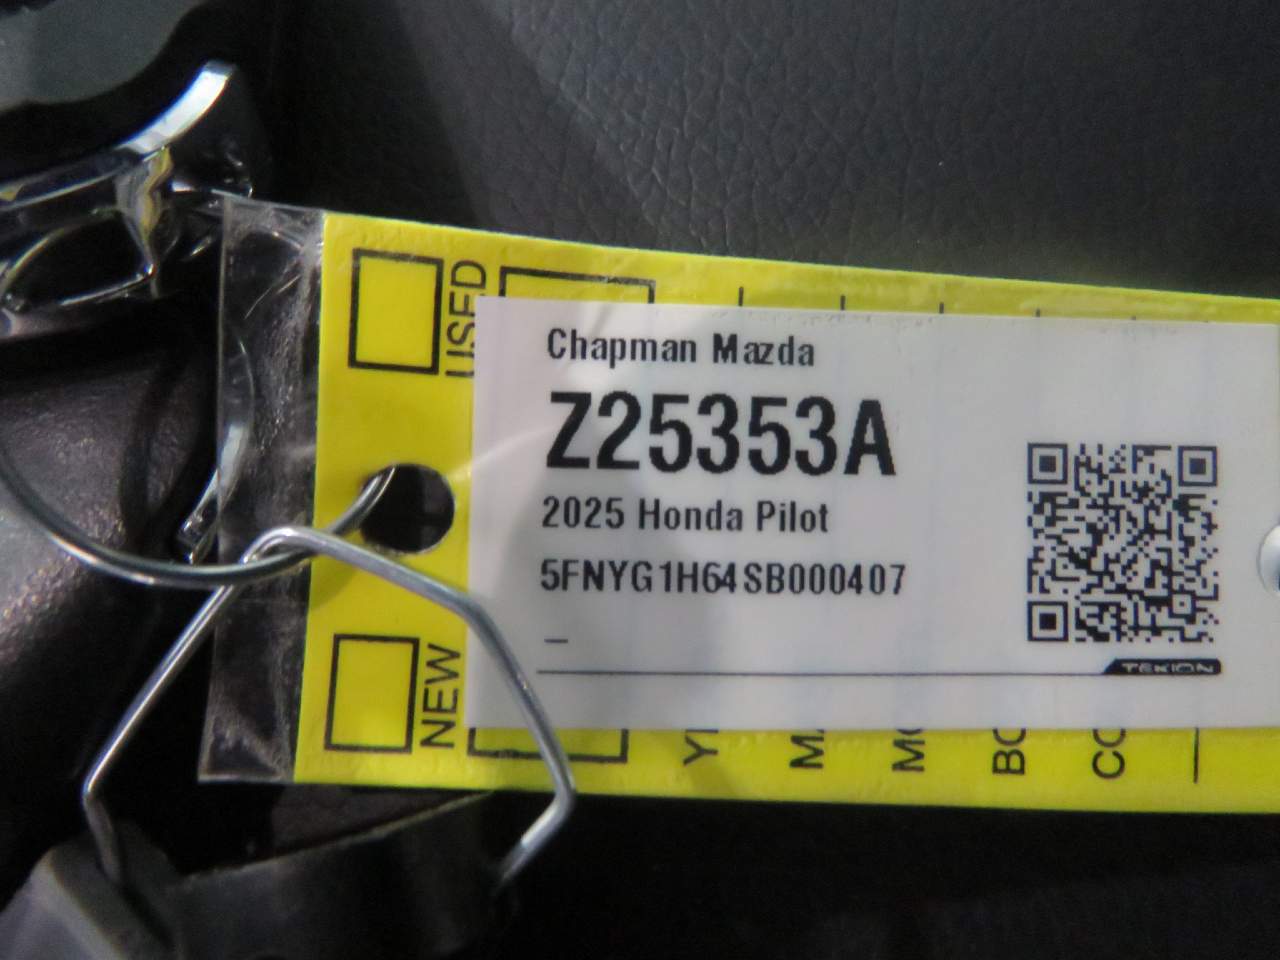 USED
Chapman Mazda
Z25353A
2025 Honda Pilot
5FNYG1H64SB000407
–
TEKION
NEW